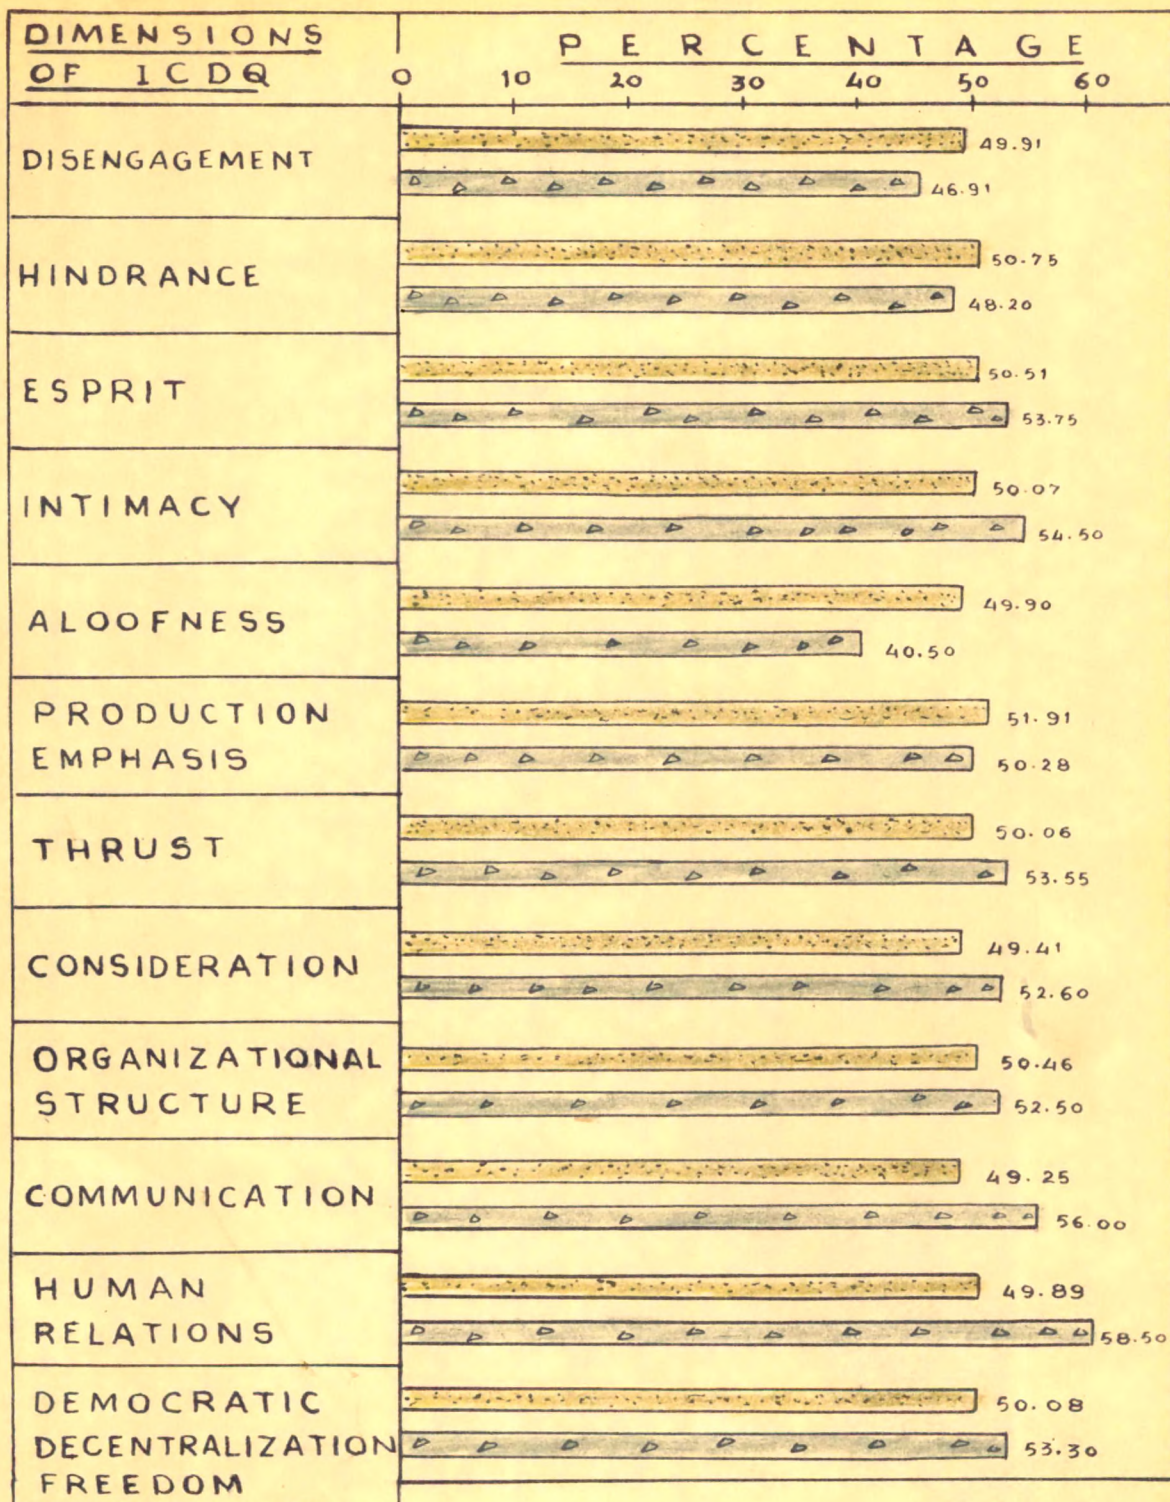 DIMENSIONS
OF ICDQ
PERCENTAGE
0 10 20 30 40 50 60
DISENGAGEMENT
49.91
46.91
HINDRANCE
50.75
48.20
ESPRIT
50.51
53.75
INTIMACY
50.07
54.50
ALOOFNESS
49.90
40.50
PRODUCTION
EMPHASIS
51.91
50.28
THRUST
50.06
53.55
CONSIDERATION
49.41
52.60
ORGANIZATIONAL
STRUCTURE
50.46
52.50
COMMUNICATION
49.25
56.00
HUMAN
RELATIONS
49.89
58.50
DEMOCRATIC
DECENTRALIZATION
FREEDOM
50.08
53.30